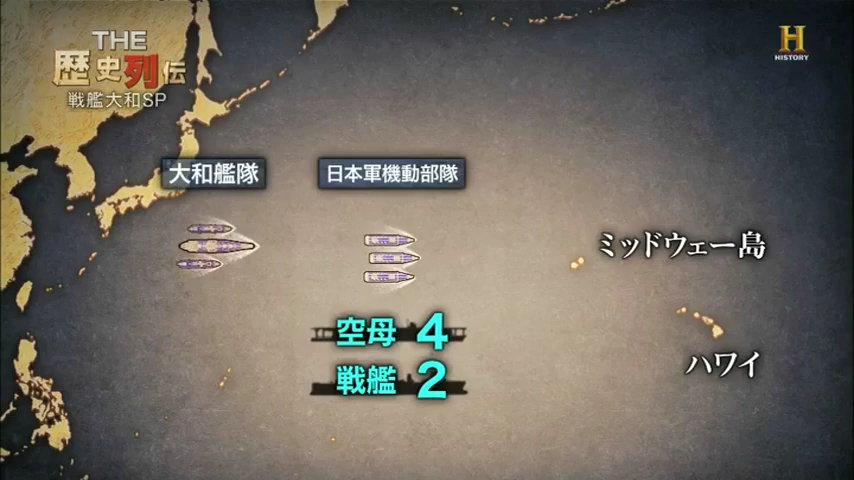 THE
歴史列伝
戦艦大和SP
H
HISTORY
大和艦隊
日本軍機動部隊
ミッドウェー島
空母 4
戦艦 2
ハワイ